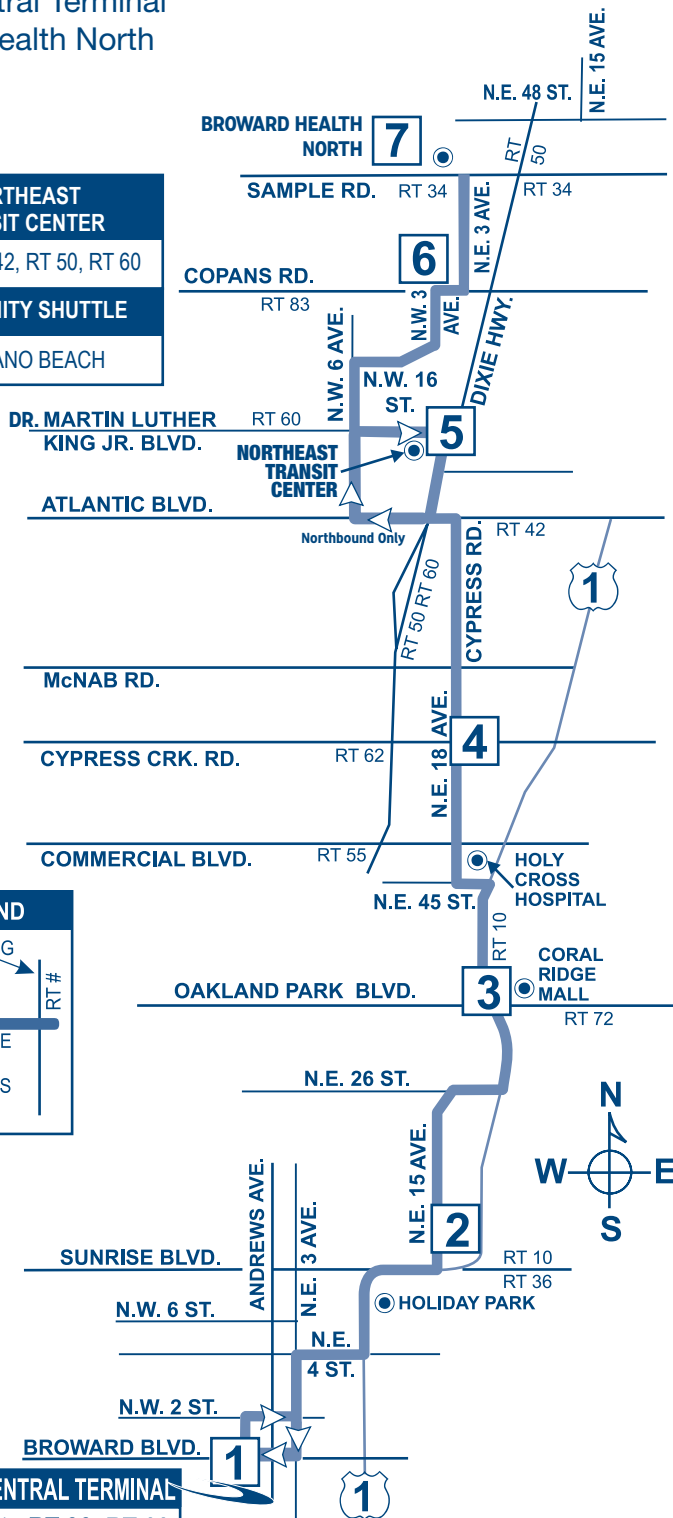 Terminal
North
N.E. 15 AVE.
N.E. 48 ST.
BROWARD HEALTH
NORTH
7
RT 50
SAMPLE RD.
RT 34
RT 34
SIT CENTER
42, RT 50, RT 60
SHUTTLE
BEACH
6
N.E. 3 AVE.
COPANS RD.
RT 83
N.W. 3
AVE.
DIXIE HWY.
N.W. 6 AVE.
N.W. 16
ST.
DR. MARTIN LUTHER
KING JR. BLVD.
RT 60
5
NORTHEAST
TRANSIT
CENTER
ATLANTIC BLVD.
Northbound Only
RT 42
CYPRESS RD.
1
RT 50 RT 60
McNAB RD.
N.E. 18 AVE.
4
CYPRESS CRK. RD.
RT 62
COMMERCIAL BLVD.
RT 55
HOLY
CROSS
HOSPITAL
N.E. 45 ST.
RT 10
ND
G
RT #
E
S
CORAL
RIDGE
MALL
OAKLAND PARK BLVD.
3
RT 72
N.E. 26 ST.
N
W
E
S
N.E. 15 AVE.
2
ANDREWS AVE.
N.E. 3 AVE.
SUNRISE BLVD.
RT 10
RT 36
HOLIDAY PARK
N.W. 6 ST.
N.E.
4 ST.
N.W. 2 ST.
BROWARD BLVD.
1
TERMINAL
1